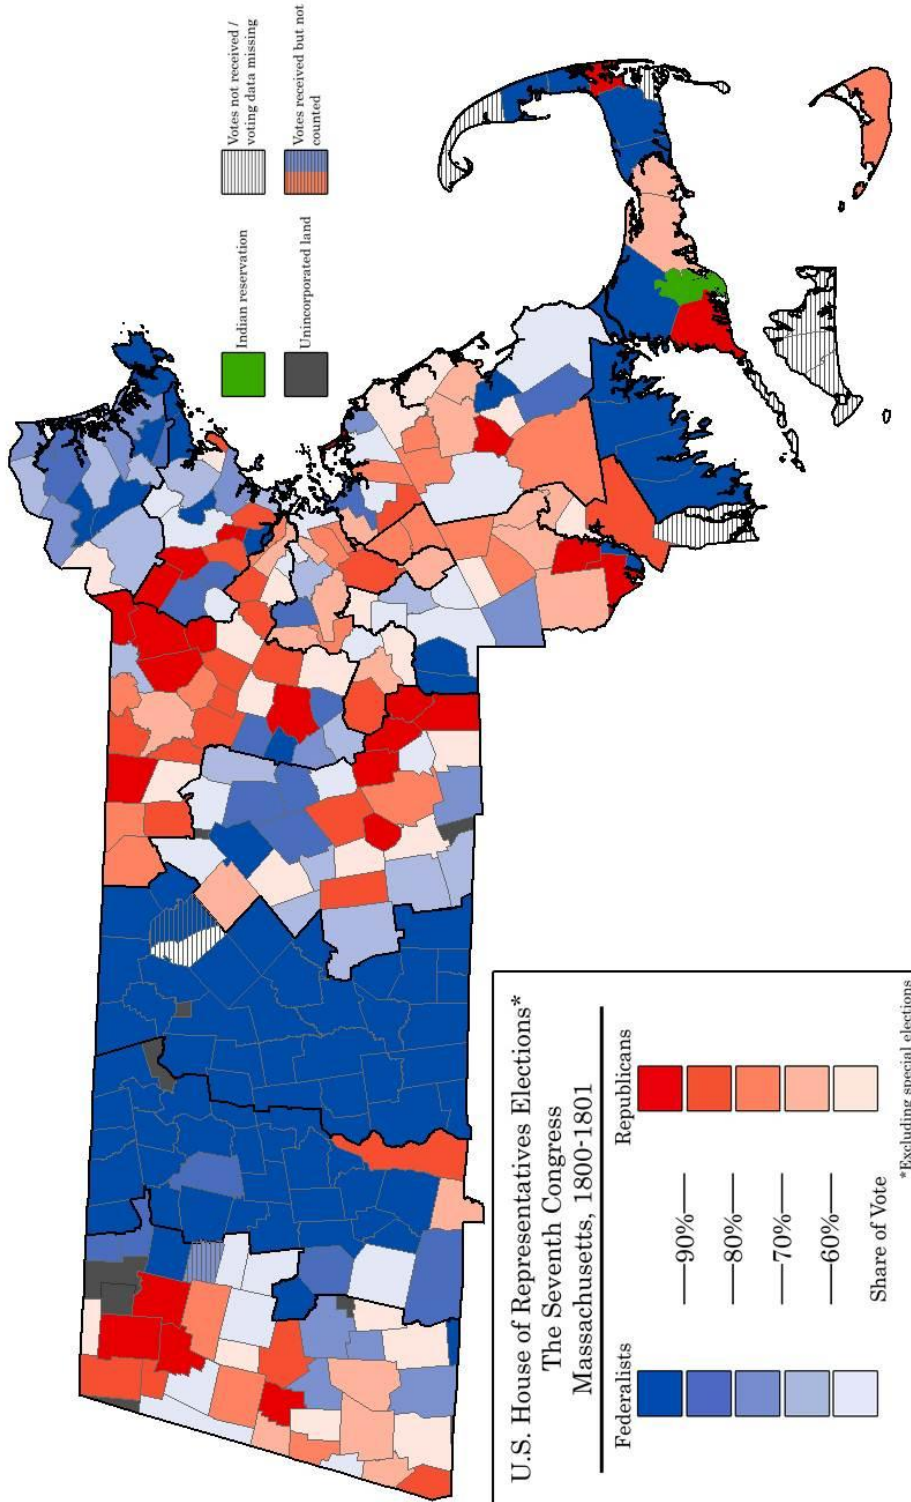 U.S. House of Representatives Elections*
The Seventh Congress
Massachusetts, 1800-1801
Federalists
Republicans
90%
80%
70%
60%
Share of Vote
*Excluding special elections
Indian reservation
Unincorporated land
Votes not received /
voting data missing
Votes received but not
counted